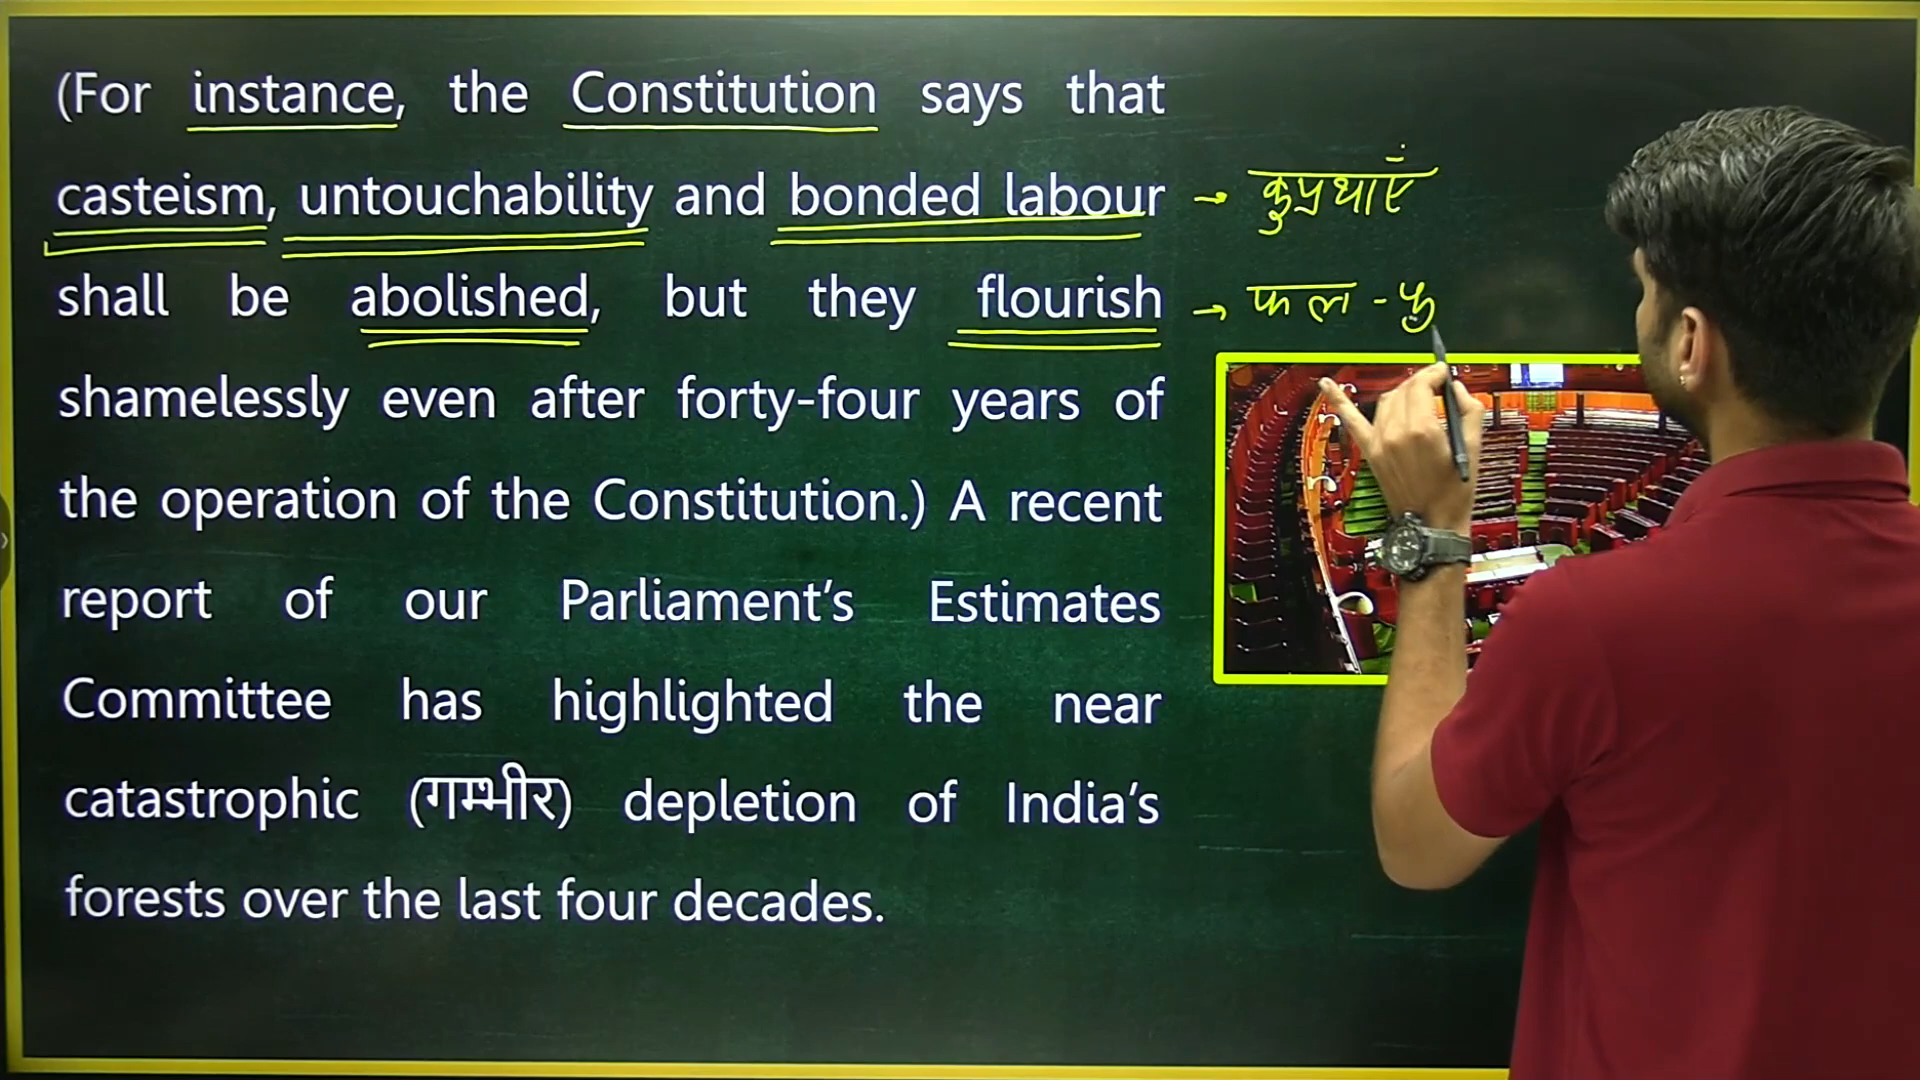 (For instance, the Constitution says that
casteism, untouchability and bonded labour → कुप्रथाएं
shall be abolished, but they flourish → फल - फु
shamelessly even after forty-four years of
the operation of the Constitution.) A recent
report of our Parliament’s Estimates
Committee has highlighted the near
catastrophic (गम्भीर) depletion of India’s
forests over the last four decades.